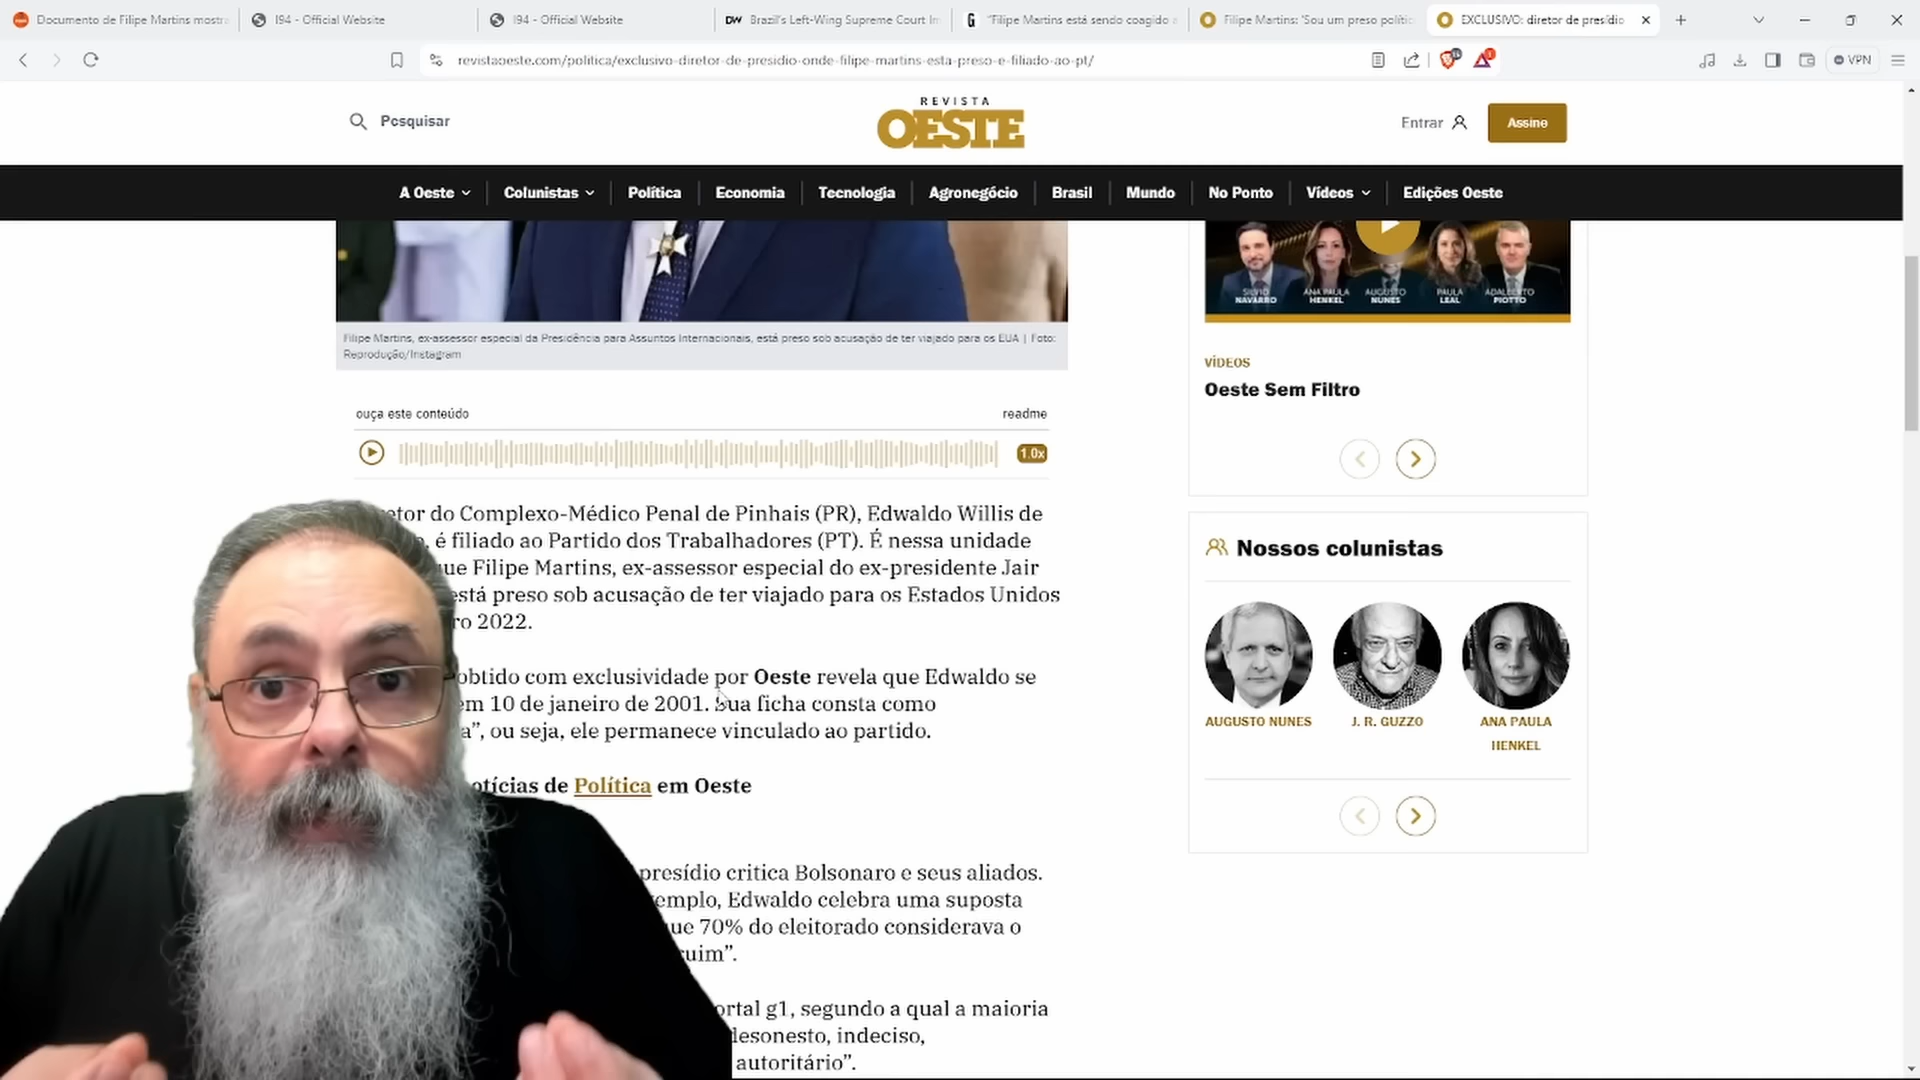 Documento de Filipe Martins mostra
I94 - Official Website
I94 - Official Website
Brazil's Left-Wing Supreme Court In
"Filipe Martins está sendo coagido a
Filipe Martins: 'Sou um preso polític
EXCLUSIVO: diretor de presídio
revistaoeste.com/politica/exclusivo-diretor-de-presidio-onde-filipe-martins-esta-preso-e-filiado-ao-pt/
VPN
Pesquisar
REVISTA
OESTE
Entrar
Assine
A Oeste
Colunistas
Política
Economia
Tecnologia
Agronegócio
Brasil
Mundo
No Ponto
Vídeos
Edições Oeste
SILVIO NAVARRO
ANA PAULA HENKEL
AUGUSTO NUNES
PAULA LEAL
ADALBERTO PIOTTO
Filipe Martins, ex-assessor especial da Presidência para Assuntos Internacionais, está preso sob acusação de ter viajado para os EUA | Foto:
Reprodução/Instagram
VÍDEOS
Oeste Sem Filtro
ouça este conteúdo
readme
1.0x
etor do Complexo-Médico Penal de Pinhais (PR), Edwaldo Willis de
, é filiado ao Partido dos Trabalhadores (PT). É nessa unidade
ue Filipe Martins, ex-assessor especial do ex-presidente Jair
está preso sob acusação de ter viajado para os Estados Unidos
ro 2022.
obtido com exclusividade por Oeste revela que Edwaldo se
em 10 de janeiro de 2001. Sua ficha consta como
a", ou seja, ele permanece vinculado ao partido.
otícias de Política em Oeste
presídio critica Bolsonaro e seus aliados.
emplo, Edwaldo celebra uma suposta
ue 70% do eleitorado considerava o
ruim".
ortal g1, segundo a qual a maioria
desonesto, indeciso,
autoritário".
Nossos colunistas
AUGUSTO NUNES
J. R. GUZZO
ANA PAULA
HENKEL